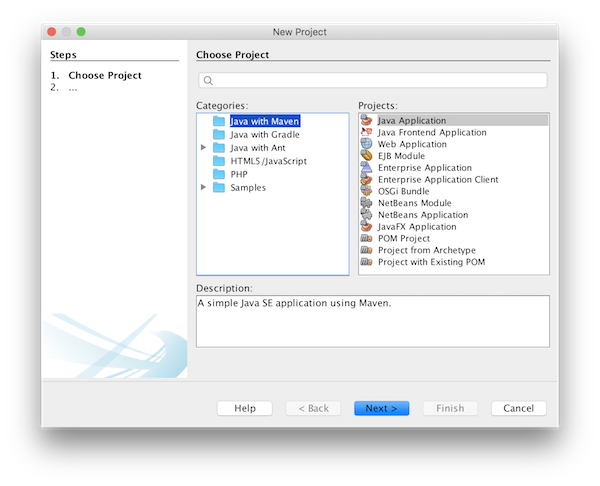 New Project
Steps
1. Choose Project
2. ...
Choose Project
Categories:
Java with Maven
Java with Gradle
Java with Ant
HTML5/JavaScript
PHP
Samples
Projects:
Java Application
Java Frontend Application
Web Application
EJB Module
Enterprise Application
Enterprise Application Client
OSGi Bundle
NetBeans Module
NetBeans Application
JavaFX Application
POM Project
Project from Archetype
Project with Existing POM
Description:
A simple Java SE application using Maven.
Help
< Back
Next >
Finish
Cancel